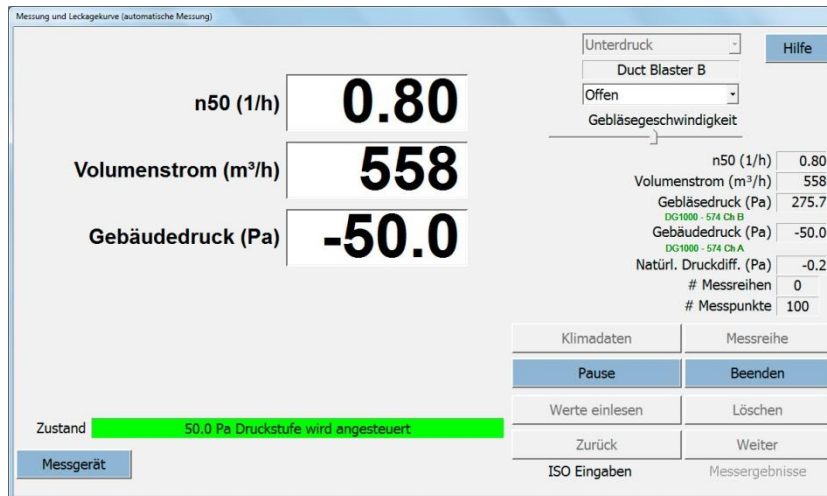 Messung und Leckagekurve (automatische Messung)
n50 (1/h) 0.80
Volumenstrom (m³/h) 558
Gebäudedruck (Pa) -50.0
Unterdruck
Hilfe
Duct Blaster B
Offen
Gebläsegeschwindigkeit
n50 (1/h) 0.80
Volumenstrom (m³/h) 558
Gebläsedruck (Pa) 275.7
DG1000 - 574 Ch B
Gebäudedruck (Pa) -50.0
DG1000 - 574 Ch A
Natürl. Druckdiff. (Pa) -0.2
# Messreihen 0
# Messpunkte 100
Klimadaten Messreihe
Pause Beenden
Werte einlesen Löschen
Zurück Weiter
ISO Eingaben Messergebnisse
Zustand 50.0 Pa Druckstufe wird angesteuert
Messgerät